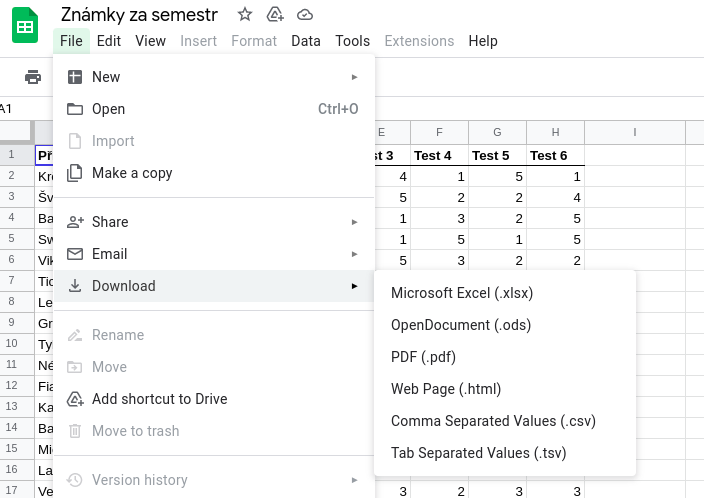 Známky za semestr
File Edit View Insert Format Data Tools Extensions Help
A1
New
Open Ctrl+O
Import
Make a copy
Share
Email
Download
Rename
Move
Add shortcut to Drive
Move to trash
Version history
Microsoft Excel (.xlsx)
OpenDocument (.ods)
PDF (.pdf)
Web Page (.html)
Comma Separated Values (.csv)
Tab Separated Values (.tsv)
E F G H I
1 Př st 3 Test 4 Test 5 Test 6
2 Kre 4 1 5 1
3 Šv 5 2 2 4
4 Ba 1 3 2 5
5 Sw 1 5 1 5
6 Vik 5 3 2 2
7 Tic
8 Le
9 Gr
10 Ty
11 Né
12 Fia
13 Ka
14 Ba
15 Mi
16 La
17 Ve 3 2 3 3